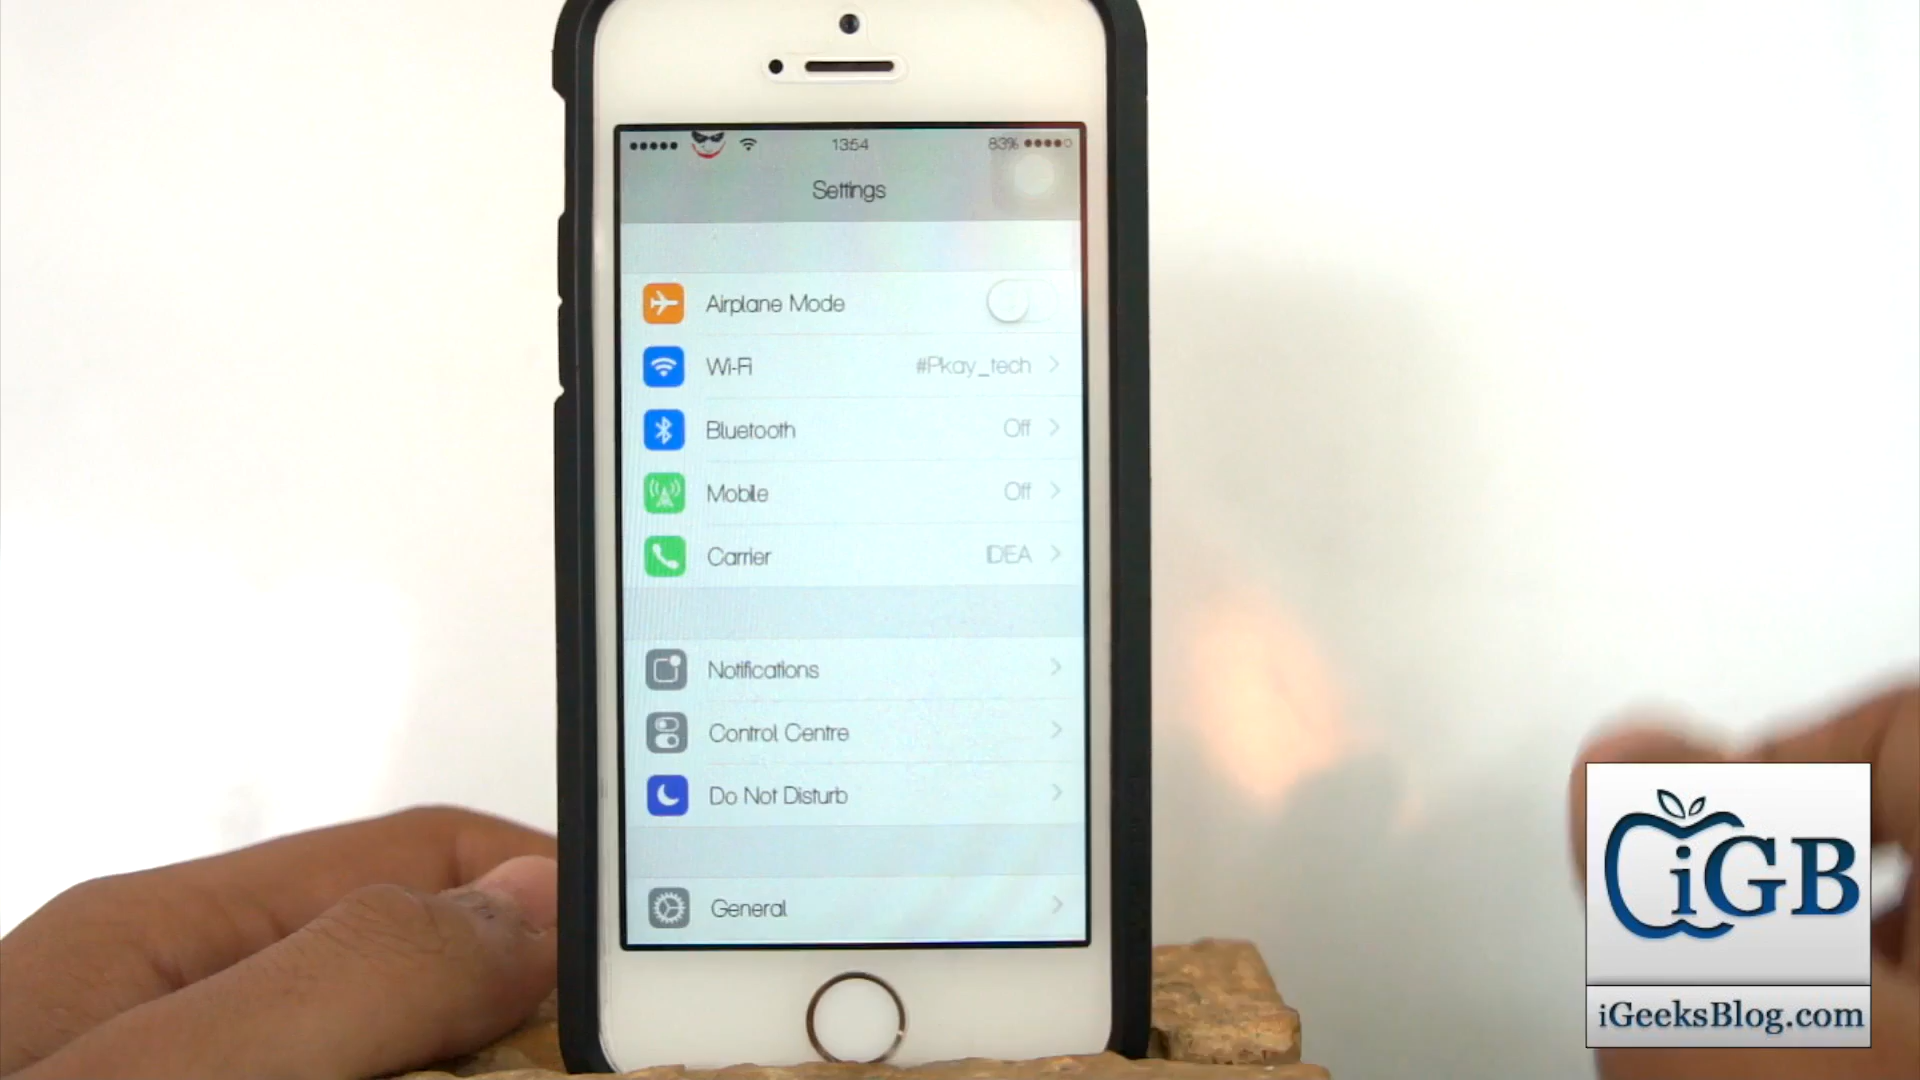 13:54
83%
Settings
Airplane Mode
Wi-Fi #Pkay_tech
Bluetooth Off
Mobile Off
Carrier IDEA
Notifications
Control Centre
Do Not Disturb
General
iGB
iGeeksBlog.com